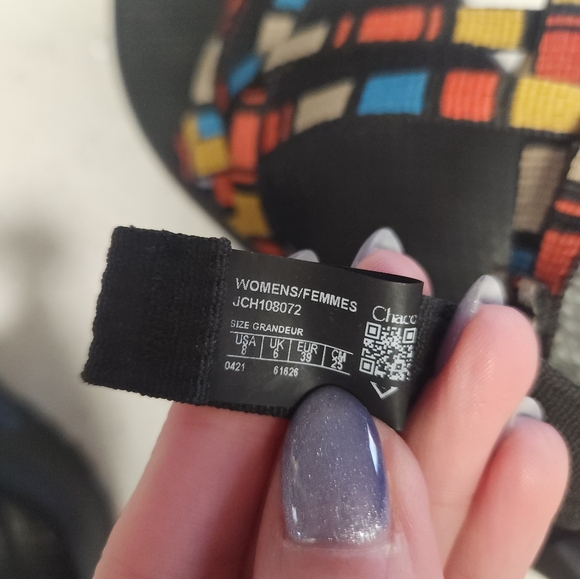 WOMENS/FEMMES
JCH108072
Chaco
SIZE GRANDEUR
USA UK EUR CM
8 6 39 25
0421 61626